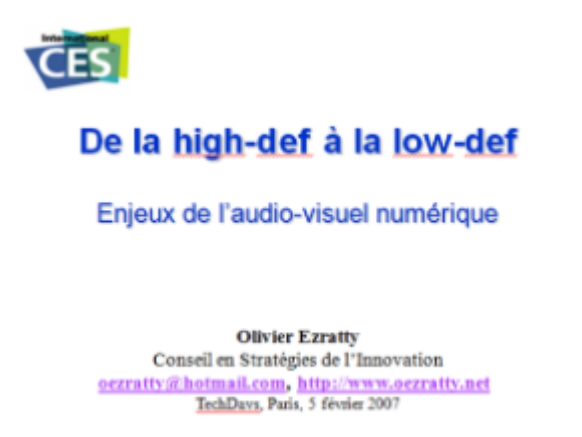 International
CES
De la high-def à la low-def
Enjeux de l'audio-visuel numérique
Olivier Ezratty
Conseil en Stratégies de l'Innovation
oezratty@hotmail.com, http://www.oezratty.net
TechDays, Paris, 5 février 2007